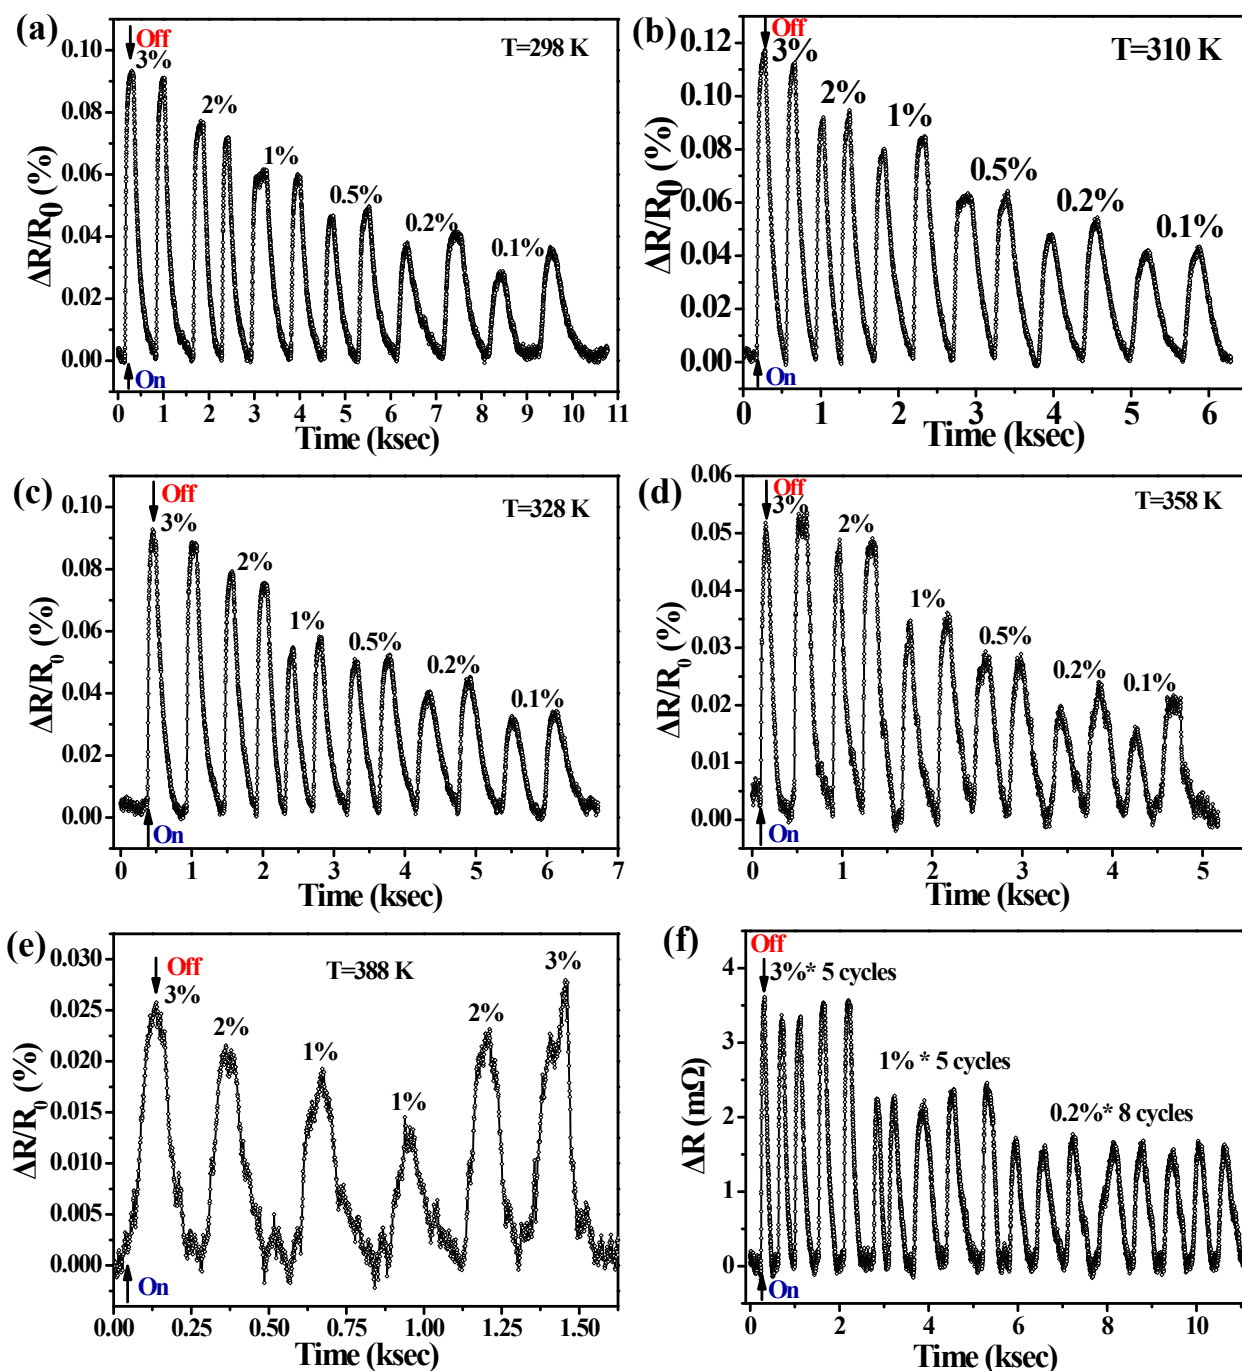 (a)
Off
3%
2%
1%
0.5%
0.2%
0.1%
T=298 K
On
0.10
0.08
0.06
0.04
0.02
0.00
ΔR/R0 (%)
0 1 2 3 4 5 6 7 8 9 10 11
Time (ksec)
(b)
Off
3%
2%
1%
0.5%
0.2%
0.1%
T=310 K
On
0.12
0.10
0.08
0.06
0.04
0.02
0.00
ΔR/R0 (%)
0 1 2 3 4 5 6
Time (ksec)
(c)
Off
3%
2%
1%
0.5%
0.2%
0.1%
T=328 K
On
0.10
0.08
0.06
0.04
0.02
0.00
ΔR/R0 (%)
0 1 2 3 4 5 6 7
Time (ksec)
(d)
Off
3%
2%
1%
0.5%
0.2%
0.1%
T=358 K
On
0.06
0.05
0.04
0.03
0.02
0.01
0.00
ΔR/R0 (%)
0 1 2 3 4 5
Time (ksec)
(e)
Off
3%
2%
1%
1%
2%
3%
T=388 K
On
0.030
0.025
0.020
0.015
0.010
0.005
0.000
ΔR/R0 (%)
0.00 0.25 0.50 0.75 1.00 1.25 1.50
Time (ksec)
(f)
Off
3%* 5 cycles
1% * 5 cycles
0.2%* 8 cycles
On
4
3
2
1
0
ΔR (mΩ)
0 2 4 6 8 10
Time (ksec)